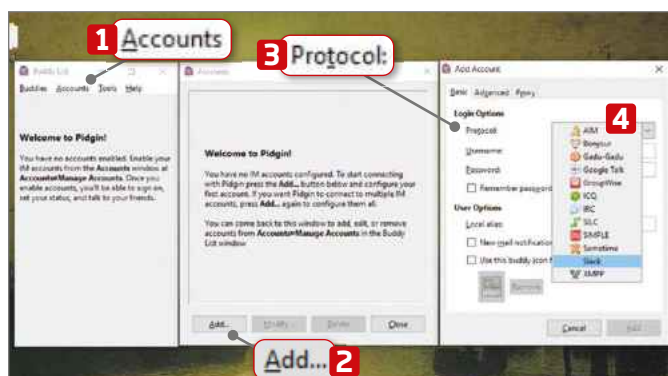 1 Accounts
3 Protocol:
Buddy List
Buddies Accounts Tools Help
Welcome to Pidgin!
You have no accounts enabled. Enable your
IM accounts from the Accounts window at
Accounts»Manage Accounts. Once you
enable accounts, you'll be able to sign on,
set your status, and talk to your friends.
Accounts
Welcome to Pidgin!
You have no IM accounts configured. To start connecting
with Pidgin press the Add... button below and configure your
first account. If you want Pidgin to connect to multiple IM
accounts, press Add... again to configure them all.
You can come back to this window to add, edit, or remove
accounts from Accounts»Manage Accounts in the Buddy
List window
Add... Modify... Delete Close
Add... 2
Add Account
Basic Advanced Proxy
Login Options
Protocol:
4
AIM
Bonjour
Gadu-Gadu
Google Talk
GroupWise
ICQ
IRC
SILC
SIMPLE
Sametime
Slack
XMPP
Username:
Password:
Remember password
User Options
Local alias:
New mail notification
Use this buddy icon f
Remove
Cancel Add